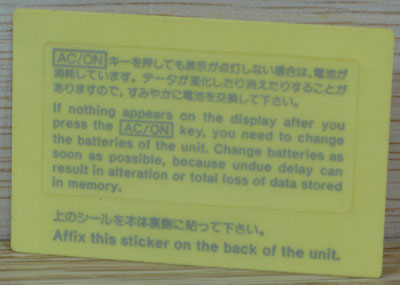 AC/ON キーを押しても表示が点灯しない場合は、電池が
消耗しています。データが変化したり消えたりすることが
ありますので、すみやかに電池を交換して下さい。
If nothing appears on the display after you
press the AC/ON key, you need to change
the batteries of the unit. Change batteries as
soon as possible, because undue delay can
result in alteration or total loss of data stored
in memory.
上のシールを本体裏側に貼って下さい。
Affix this sticker on the back of the unit.